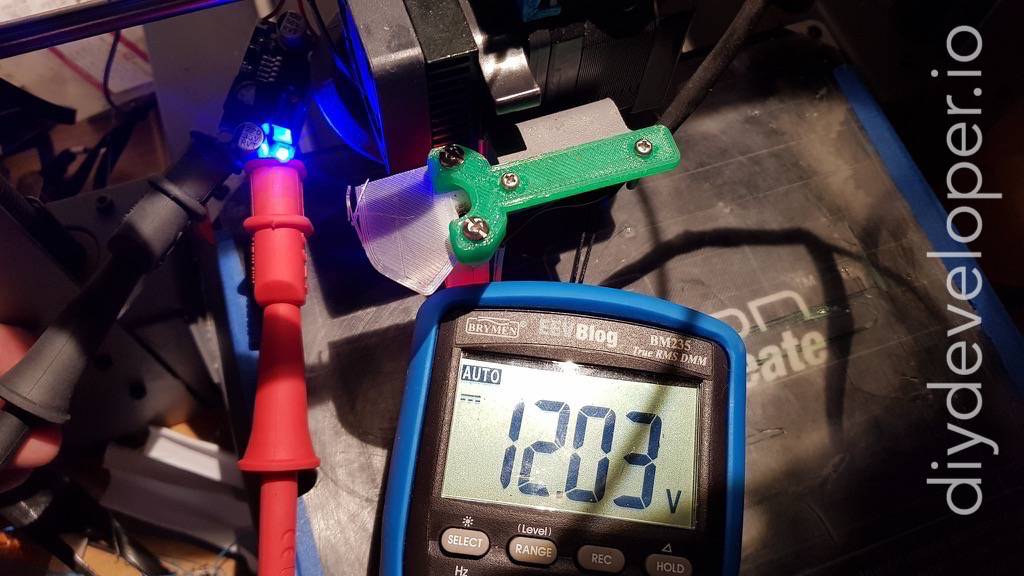 diydeveloper.io
BRYMEN
EEVBlog
BM235
True RMS DMM
AUTO
12.03
V
(Level)
SELECT
RANGE
REC
HOLD
Hz
eate